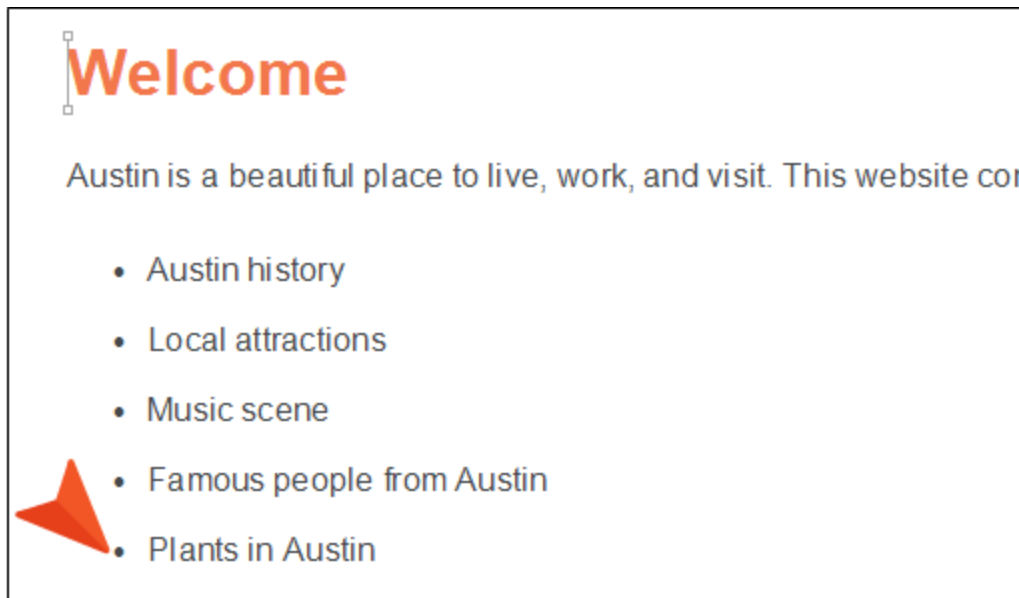 Welcome
Austin is a beautiful place to live, work, and visit. This website
Austin history
Local attractions
Music scene
Famous people from Austin
Plants in Austin